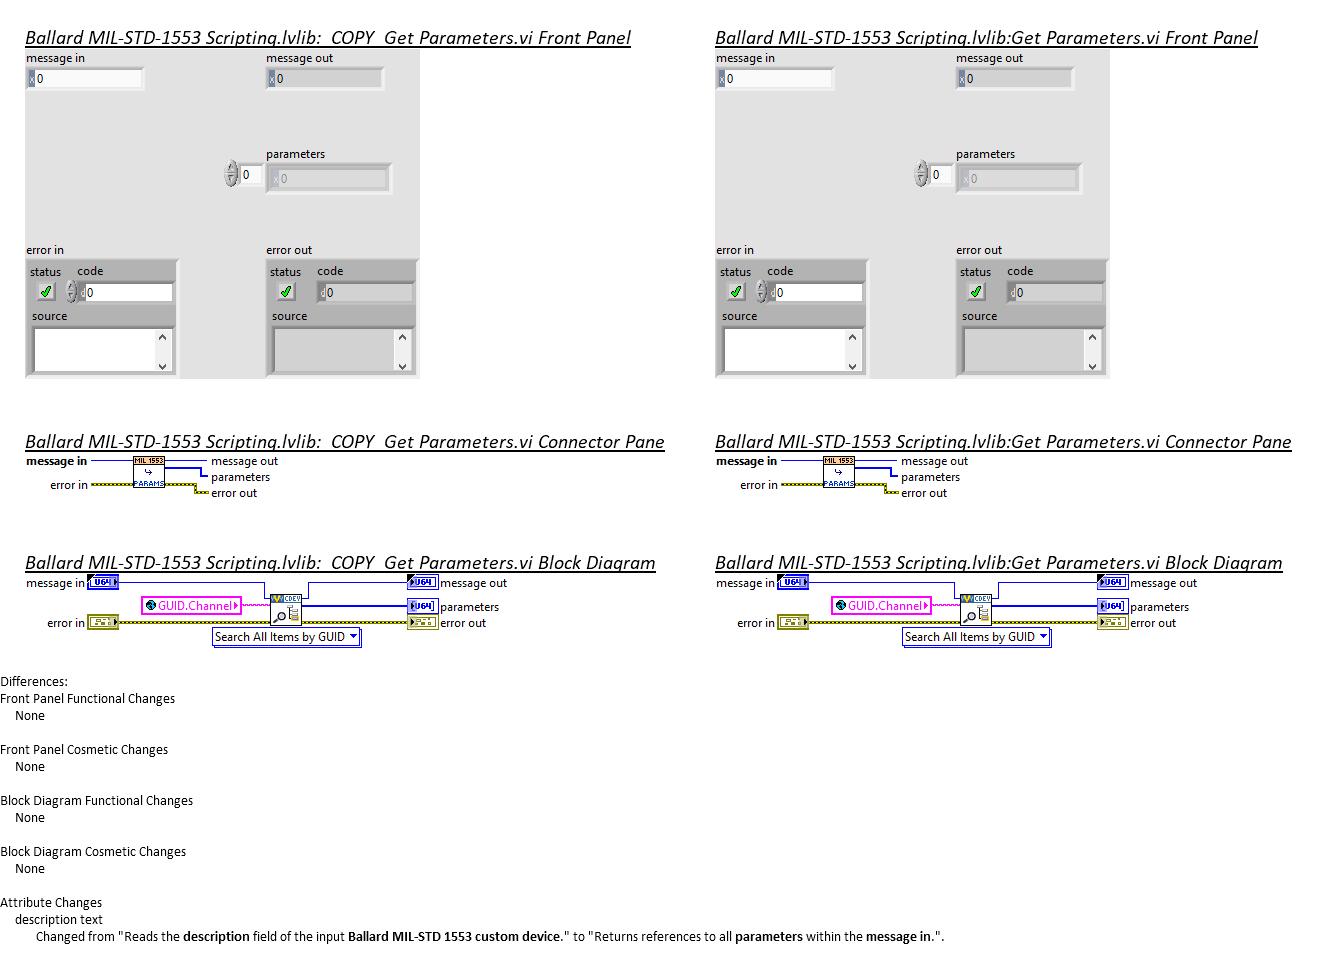 Ballard MIL-STD-1553 Scripting.lvlib:_COPY_Get Parameters.vi Front Panel
message in
message out
x 0
x 0
parameters
0
x 0
error in
error out
status code
status code
d 0
d 0
source
source
Ballard MIL-STD-1553 Scripting.lvlib:Get Parameters.vi Front Panel
message in
message out
x 0
x 0
parameters
0
x 0
error in
error out
status code
status code
d 0
d 0
source
source
Ballard MIL-STD-1553 Scripting.lvlib:_COPY_Get Parameters.vi Connector Pane
message in
MIL 1553
message out
parameters
error in
PARAMS
error out
Ballard MIL-STD-1553 Scripting.lvlib:Get Parameters.vi Connector Pane
message in
MIL 1553
message out
parameters
error in
PARAMS
error out
Ballard MIL-STD-1553 Scripting.lvlib:_COPY_Get Parameters.vi Block Diagram
message in
U64
U64
message out
GUID.Channel
CDEV
U64
parameters
error in
error out
Search All Items by GUID
Ballard MIL-STD-1553 Scripting.lvlib:Get Parameters.vi Block Diagram
message in
U64
U64
message out
GUID.Channel
CDEV
U64
parameters
error in
error out
Search All Items by GUID
Differences:
Front Panel Functional Changes
None
Front Panel Cosmetic Changes
None
Block Diagram Functional Changes
None
Block Diagram Cosmetic Changes
None
Attribute Changes
description text
Changed from "Reads the description field of the input Ballard MIL-STD 1553 custom device." to "Returns references to all parameters within the message in.".